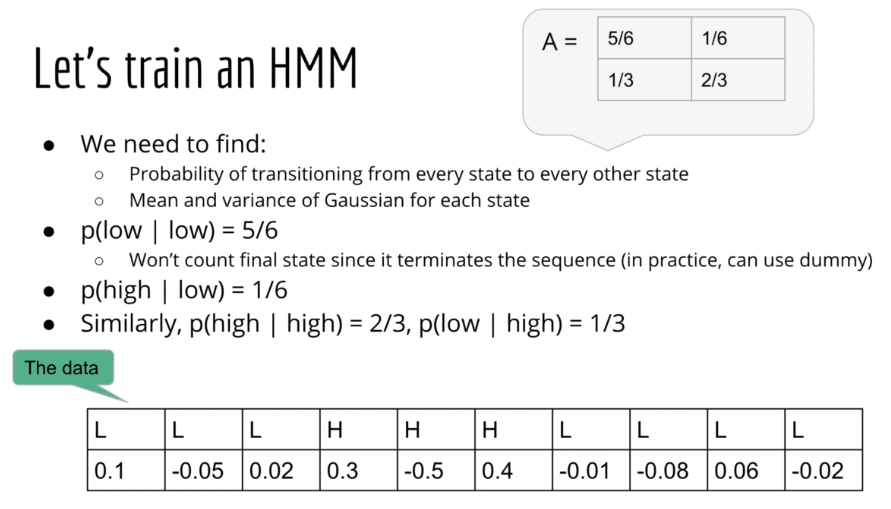 A =
5/6 1/6
1/3 2/3
Let's train an HMM
● We need to find:
○ Probability of transitioning from every state to every other state
○ Mean and variance of Gaussian for each state
● p(low | low) = 5/6
○ Won't count final state since it terminates the sequence (in practice, can use dummy)
● p(high | low) = 1/6
● Similarly, p(high | high) = 2/3, p(low | high) = 1/3
The data
L L L H H H L L L L
0.1 -0.05 0.02 0.3 -0.5 0.4 -0.01 -0.08 0.06 -0.02